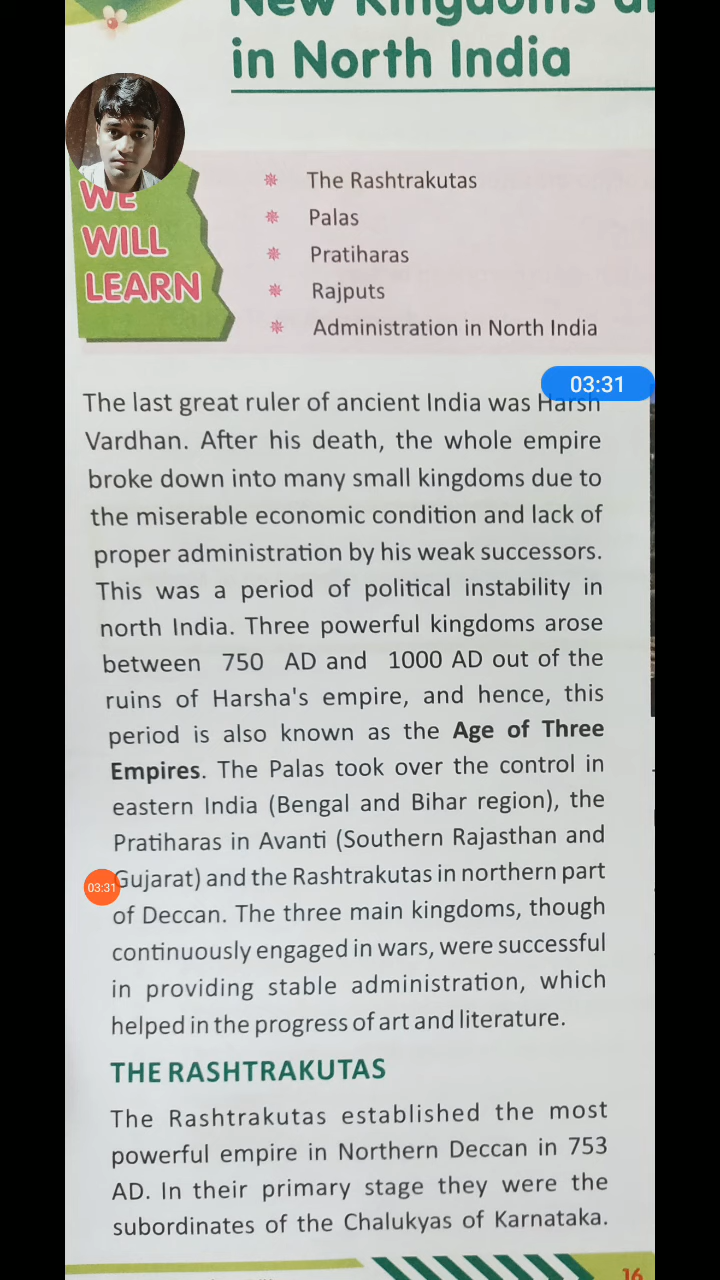 New Kingdoms
in North India
WE
WILL
LEARN
The Rashtrakutas
Palas
Pratiharas
Rajputs
Administration in North India
03:31
The last great ruler of ancient India was Harsh
Vardhan. After his death, the whole empire
broke down into many small kingdoms due to
the miserable economic condition and lack of
proper administration by his weak successors.
This was a period of political instability in
north India. Three powerful kingdoms arose
between 750 AD and 1000 AD out of the
ruins of Harsha's empire, and hence, this
period is also known as the Age of Three
Empires. The Palas took over the control in
eastern India (Bengal and Bihar region), the
Pratiharas in Avanti (Southern Rajasthan and
03:31
Gujarat) and the Rashtrakutas in northern part
of Deccan. The three main kingdoms, though
continuously engaged in wars, were successful
in providing stable administration, which
helped in the progress of art and literature.
THE RASHTRAKUTAS
The Rashtrakutas established the most
powerful empire in Northern Deccan in 753
AD. In their primary stage they were the
subordinates of the Chalukyas of Karnataka.
16